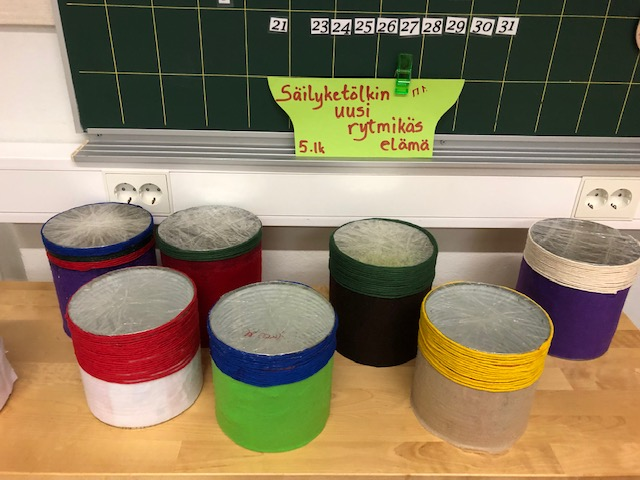 21 23 24 25 26 27 28 29 30 31
Säilyketölkin
uusi
rytmikäs
5.lk elämä